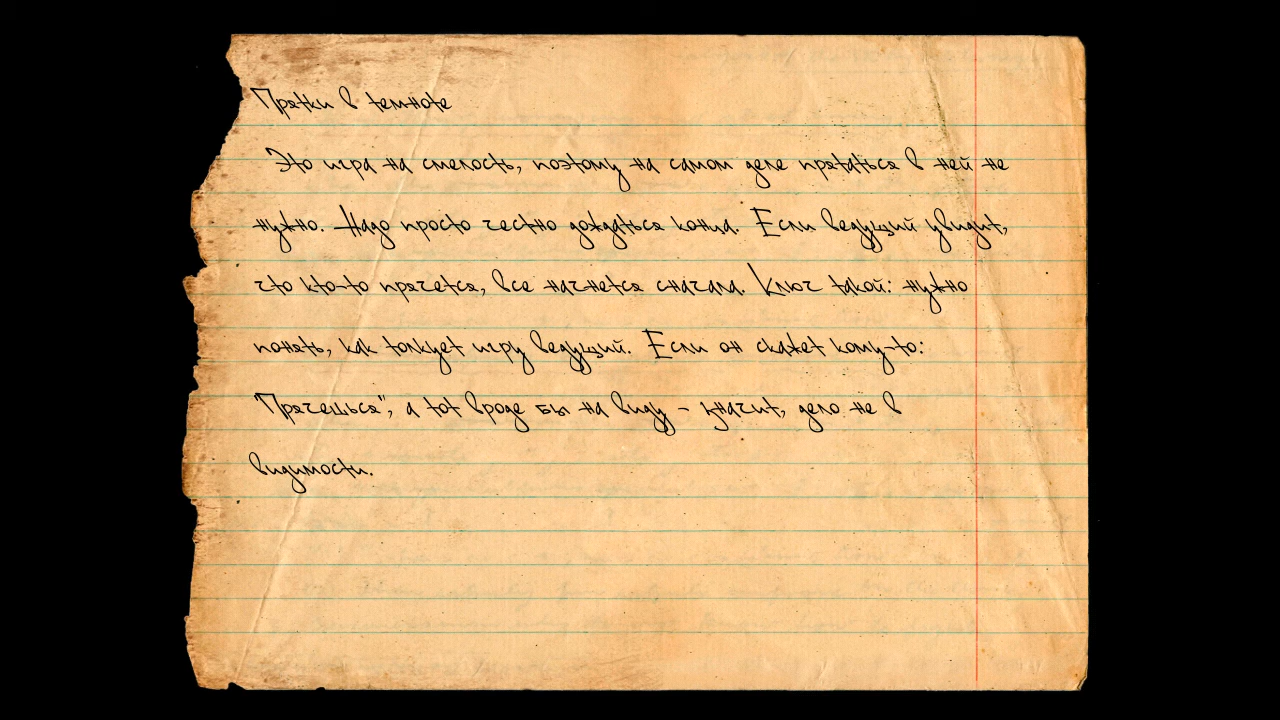 Прятки в темноте
Это игра на смелость, поэтому на самом деле прятаться в ней не
нужно. Надо просто честно дождаться конца. Если ведущий увидит,
что кто-то прячется, все начнется сначала. Ключ такой: нужно
понять, как толкует игру ведущий. Если он скажет кому-то:
"Прячешься", а тот вроде бы на виду - значит, дело не в
видимости.